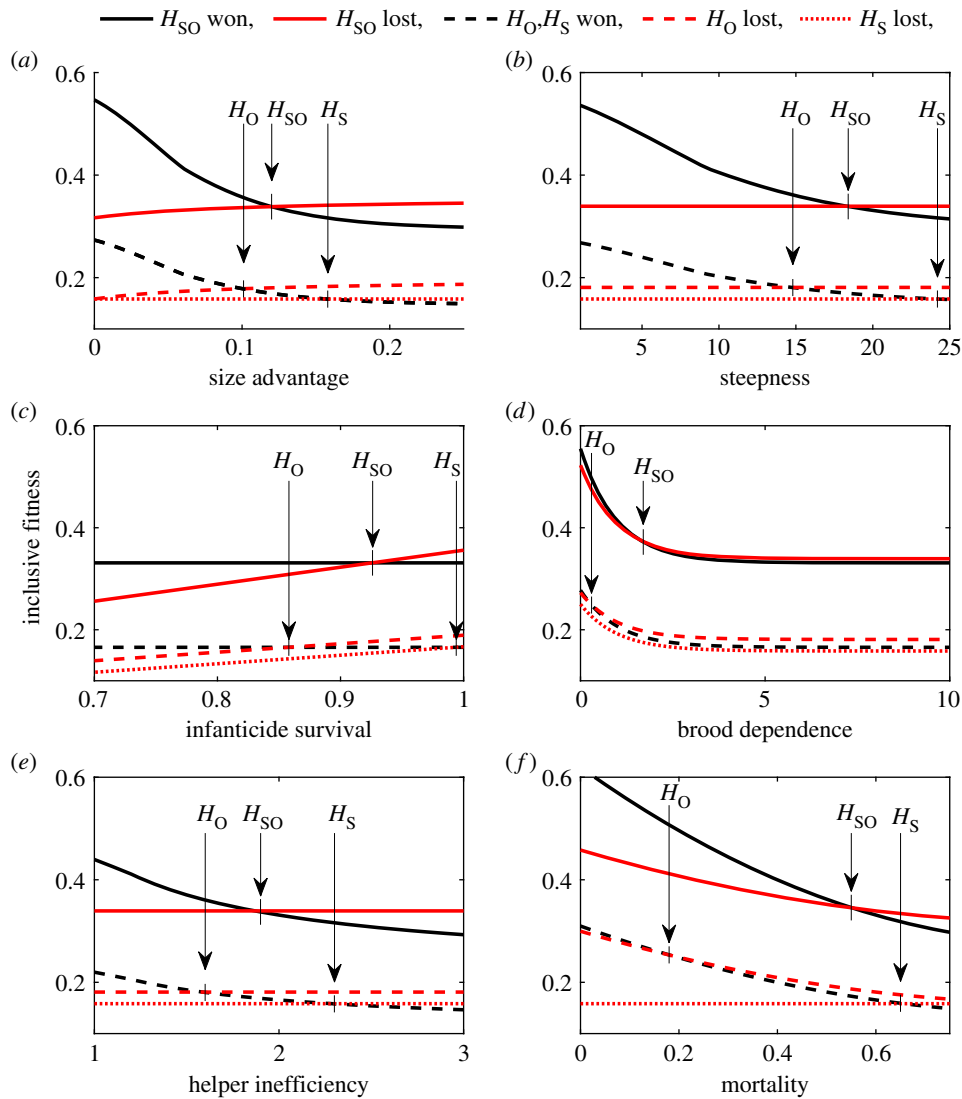 H_SO won, H_SO lost, H_O,H_S won, H_O lost, H_S lost,
(a)
0.6
0.4
0.2
H_O H_SO H_S
0 0.1 0.2
size advantage
(b)
0.6
0.4
0.2
H_O H_SO H_S
5 10 15 20 25
steepness
inclusive fitness
(c)
0.6
0.4
0.2
H_O H_SO H_S
0.7 0.8 0.9 1
infanticide survival
(d)
0.6
0.4
0.2
H_O
H_SO
0 5 10
brood dependence
(e)
0.6
0.4
0.2
H_O H_SO H_S
1 2 3
helper inefficiency
(f)
0.6
0.4
0.2
H_O H_SO H_S
0 0.2 0.4 0.6
mortality